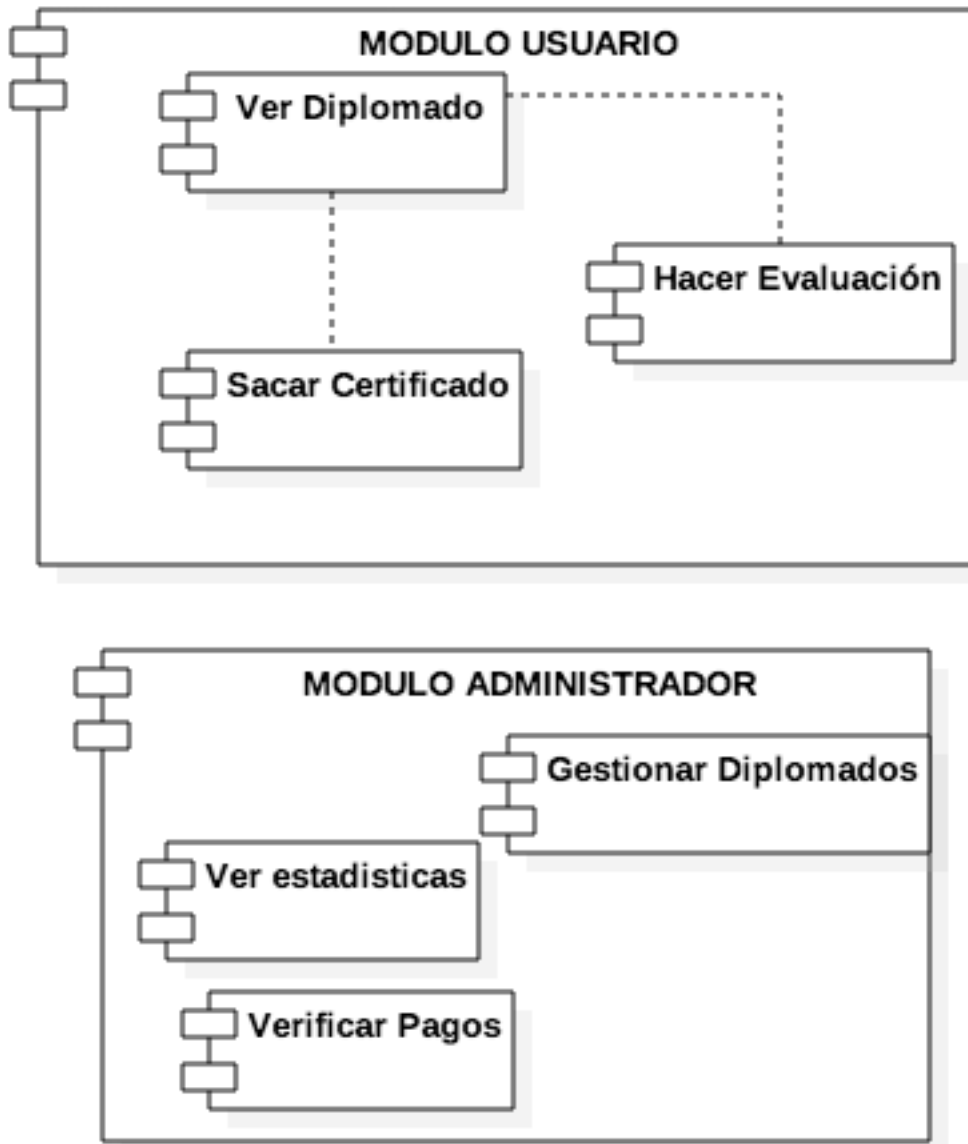 MODULO USUARIO
Ver Diplomado
Hacer Evaluación
Sacar Certificado
MODULO ADMINISTRADOR
Gestionar Diplomados
Ver estadisticas
Verificar Pagos